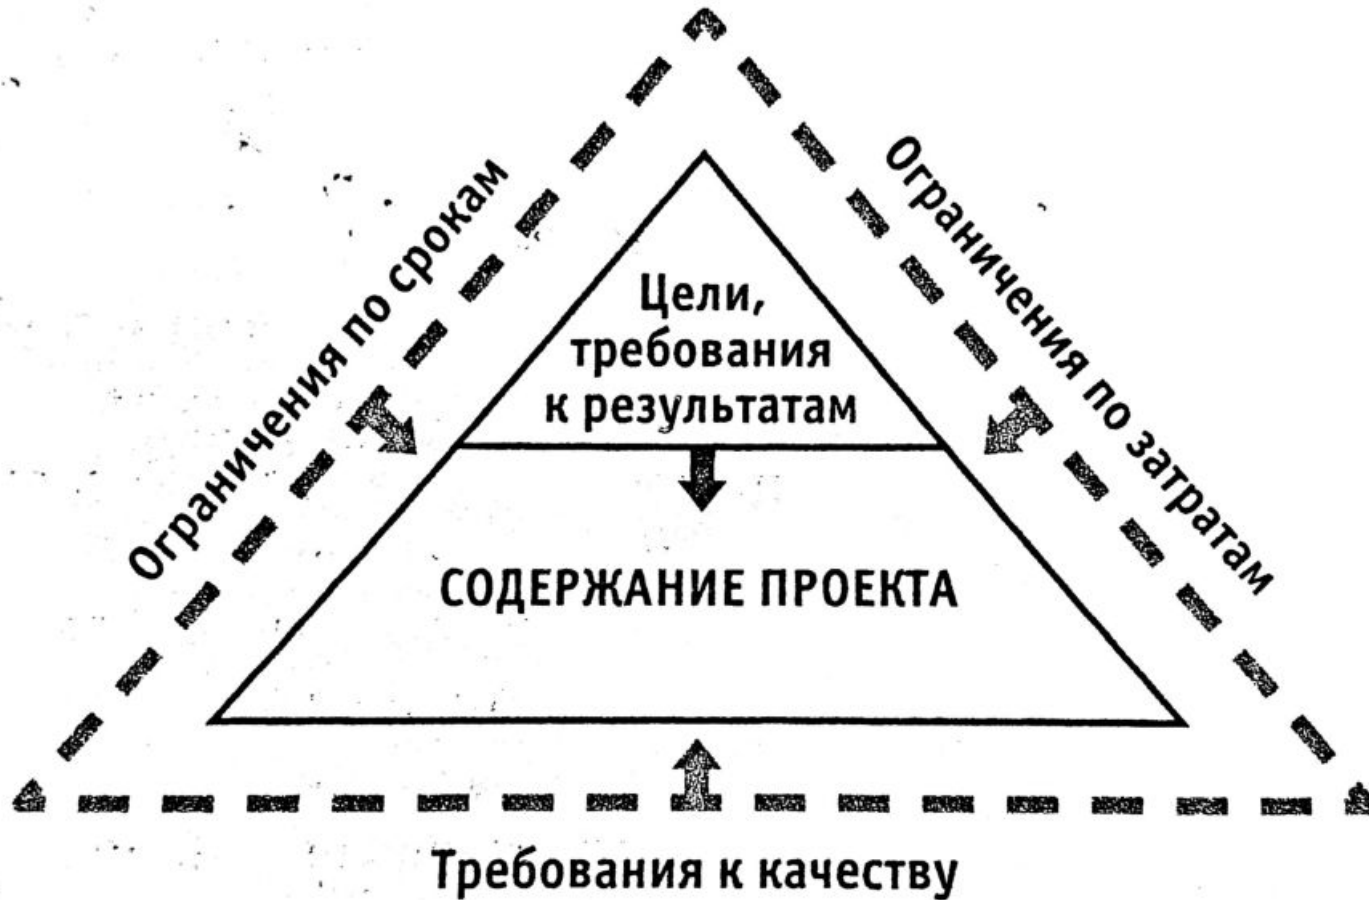 Ограничения по срокам
Ограничения по затратам
Цели,
требования
к результатам
СОДЕРЖАНИЕ ПРОЕКТА
Требования к качеству